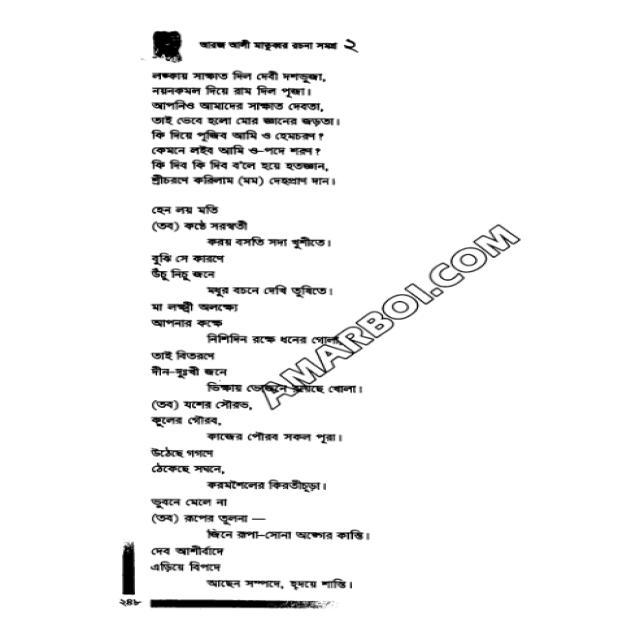 আরজ আলী মাতুব্বর রচনা সমগ্র ২
লঙ্কায় সাক্ষাত দিল দেবী দশভূজা,
নয়নকমল দিয়ে রাম দিল পূজা।
আপনিও আমাদের সাক্ষাত দেবতা,
তাই ভেবে হলো মোর জ্ঞানের জড়তা।
কি দিয়ে পূজিব আমি ও হেমচরণ?
কেমনে লইব আমি ও-পদে শরণ?
কি দিব কি দিব ব'লে হয়ে হতজ্ঞান,
শ্রীচরণে করিলাম (মম) দেহপ্রাণ দান।
হেন লয় মতি
(তব) কণ্ঠে সরস্বতী
করয় বসতি সদা খুশীতে।
বুঝি সে কারণে
উঁচু নিচু জনে
মধুর বচনে দেখি তুষিতে।
মা লক্ষ্মী অলক্ষ্যে
আপনার কক্ষে
নিশিদিন রক্ষে ধনের গোলা,
তাই বিতরণে
দীন-দুঃখী জনে
ভিক্ষায় ভোজনে রয়েছে খোলা।
(তব) যশের সৌরভ,
কুলের গৌরব,
কাজের পৌরব সকল পূরা।
উঠেছে গগণে
ঠেকেছে সঘনে,
করমশৈলের কিরতীচূড়া।
ভুবনে মেলে না
(তব) রূপের তুলনা —
জিনে রূপা-সোনা অঙ্গের কান্তি।
দেব আশীর্বাদে
এড়িয়ে বিপদে
আছেন সম্পদে, হৃদয়ে শান্তি।
২৪৮
AMARBOI.COM